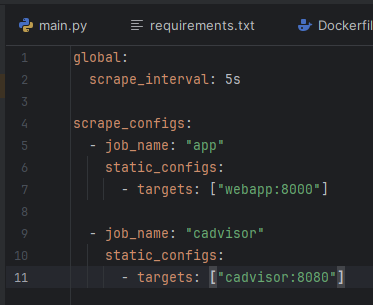 main.py requirements.txt Dockerfil
1 global:
2   scrape_interval: 5s
3
4 scrape_configs:
5   - job_name: "app"
6     static_configs:
7       - targets: ["webapp:8000"]
8
9   - job_name: "cadvisor"
10     static_configs:
11       - targets: ["cadvisor:8080"]